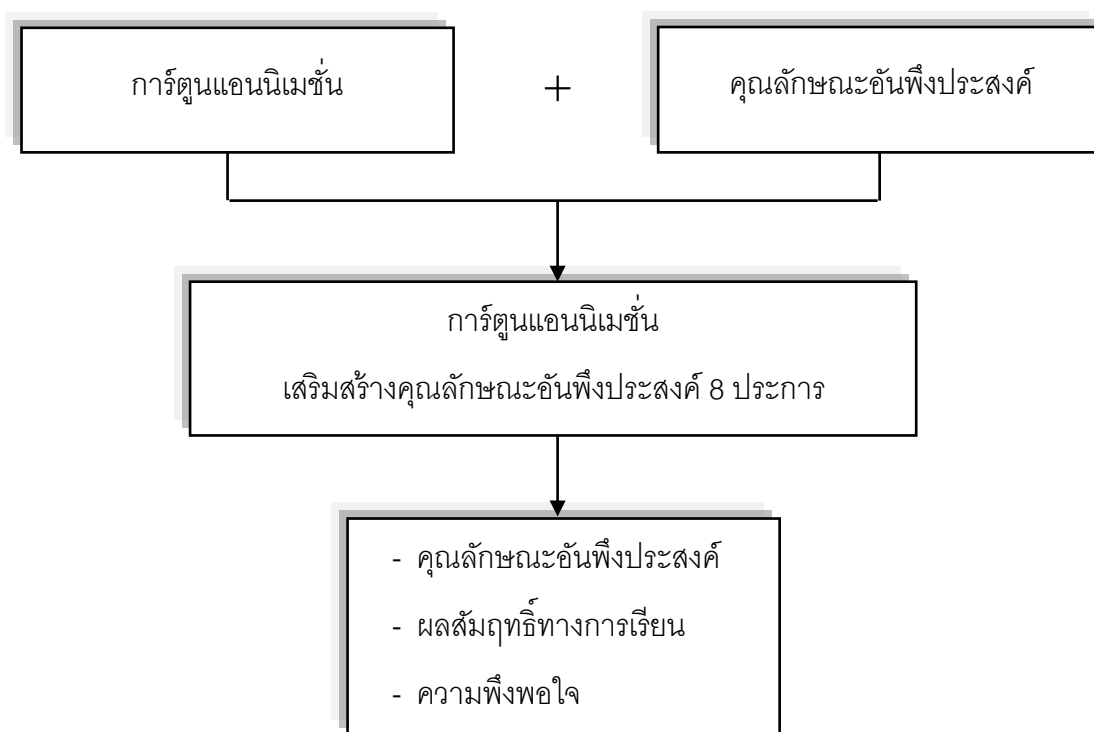 การ์ตูนแอนนิเมชั่น + คุณลักษณะอันพึงประสงค์
การ์ตูนแอนนิเมชั่น
เสริมสร้างคุณลักษณะอันพึงประสงค์ 8 ประการ
- คุณลักษณะอันพึงประสงค์
- ผลสัมฤทธิ์ทางการเรียน
- ความพึงพอใจ